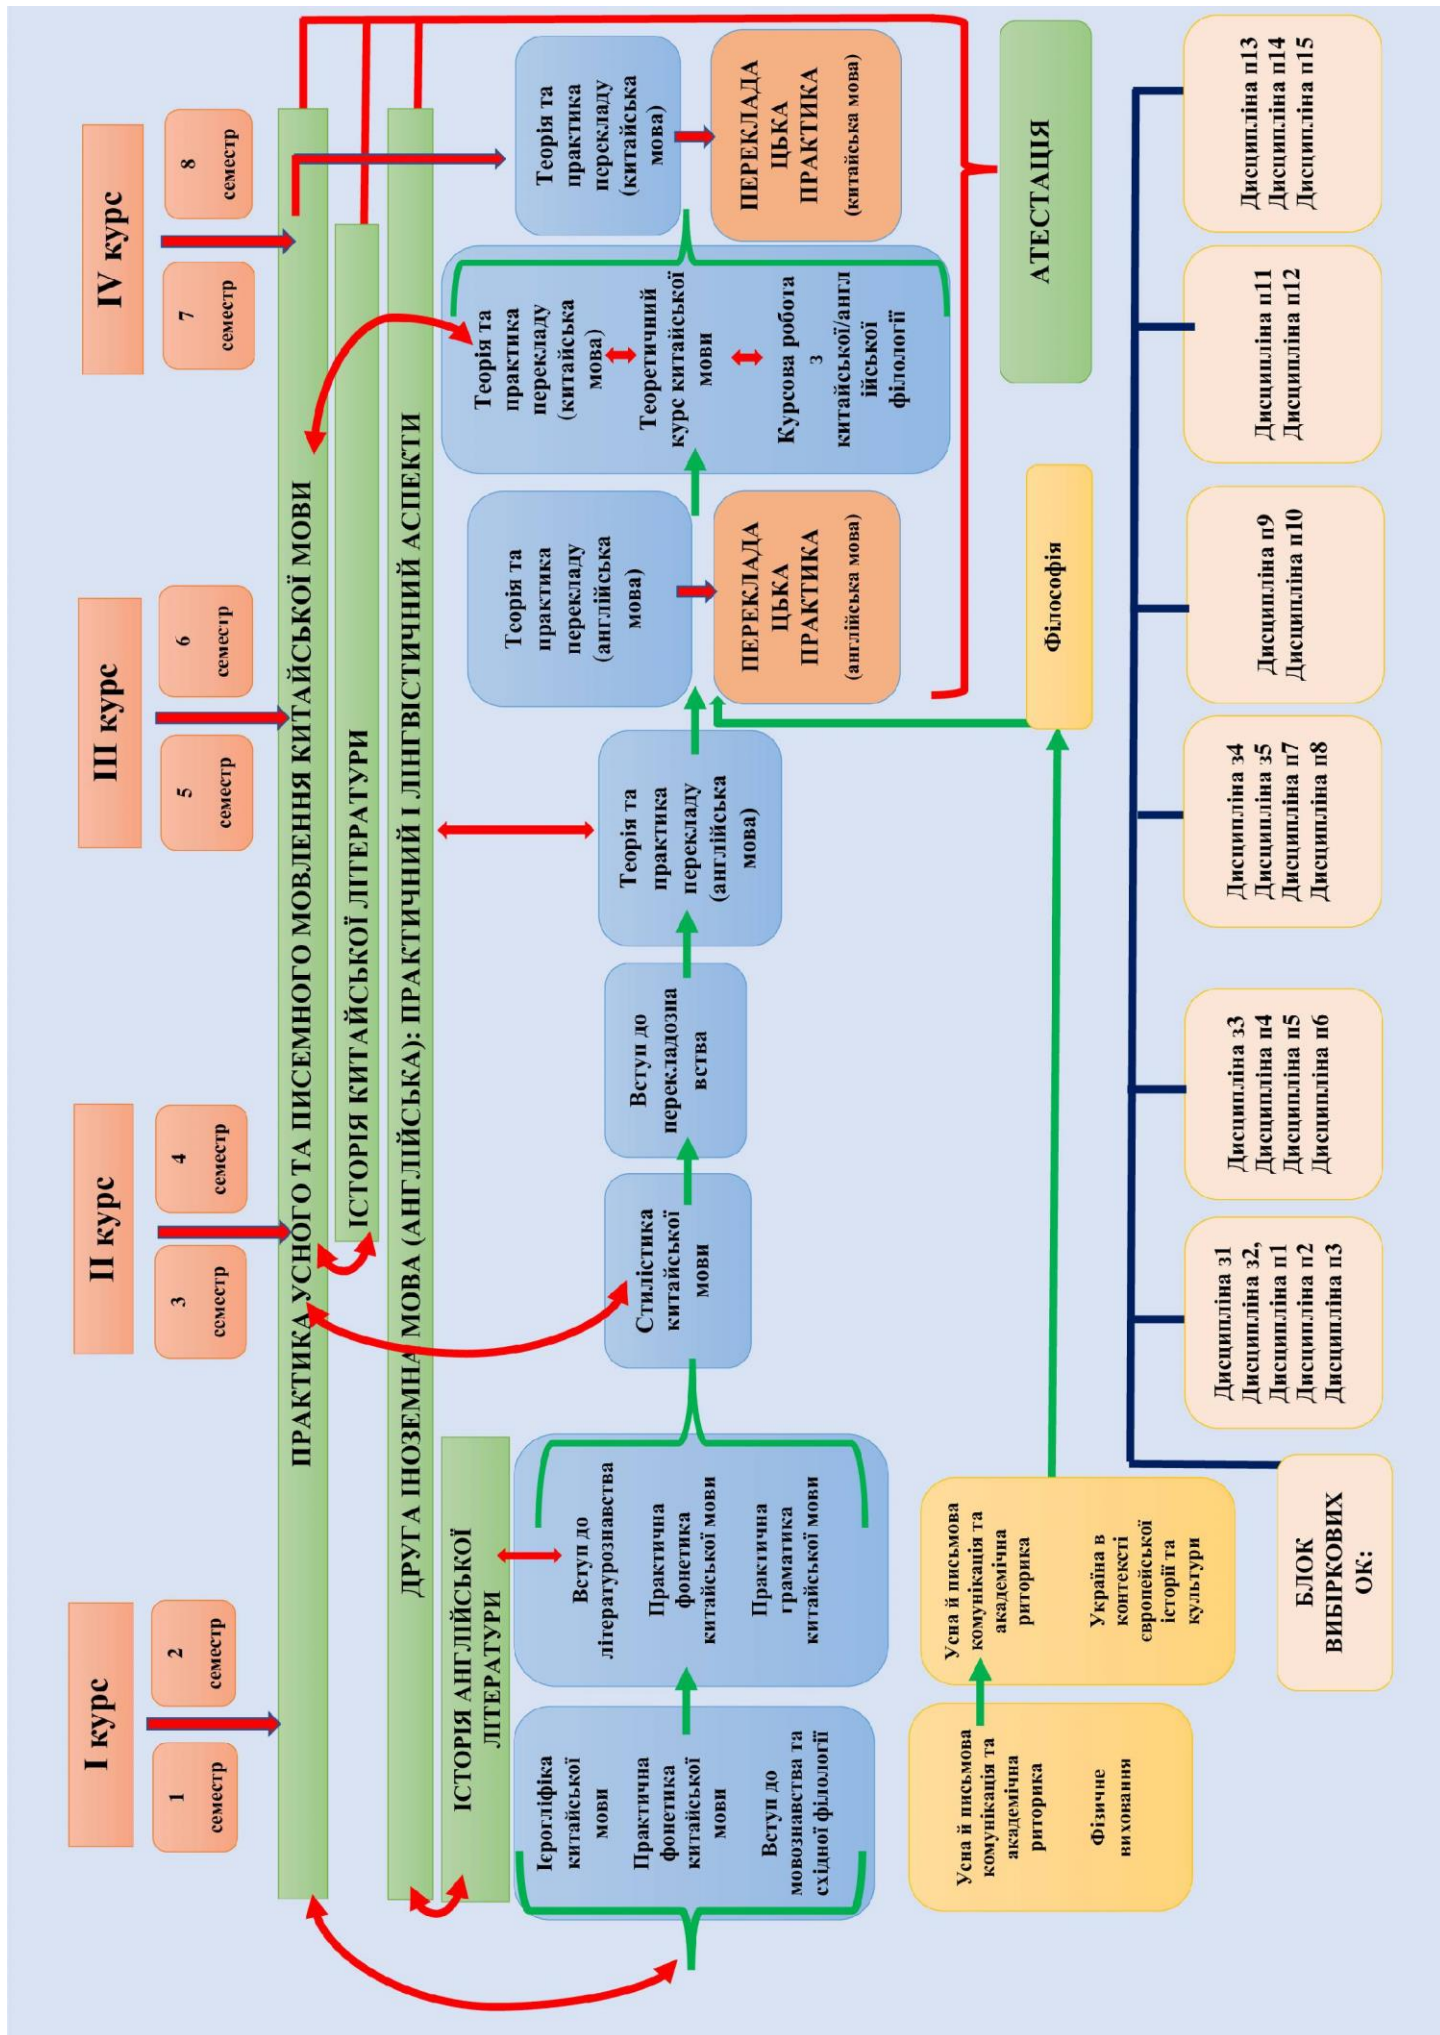 І курс
ІІ курс
ІІІ курс
IV курс
1
семестр
2
семестр
3
семестр
4
семестр
5
семестр
6
семестр
7
семестр
8
семестр
ПРАКТИКА УСНОГО ТА ПИСЕМНОГО МОВЛЕННЯ КИТАЙСЬКОЇ МОВИ
ІСТОРІЯ КИТАЙСЬКОЇ ЛІТЕРАТУРИ
ДРУГА ІНОЗЕМНА МОВА (АНГЛІЙСЬКА): ПРАКТИЧНИЙ І ЛІНГВІСТИЧНИЙ АСПЕКТИ
ІСТОРІЯ АНГЛІЙСЬКОЇ
ЛІТЕРАТУРИ
Ієрогліфіка
китайської
мови
Практична
фонетика
китайської
мови
Вступ до
мовознавства та
східної філології
Вступ до
літературознавства
Практична
фонетика
китайської мови
Практична
граматика
китайської мови
Стилістика
китайської
мови
Вступ до
перекладозна
вства
Теорія та
практика
перекладу
(англійська
мова)
Теорія та
практика
перекладу
(англійська
мова)
ПЕРЕКЛАДА
ЦЬКА
ПРАКТИКА
(англійська мова)
Теорія та
практика
перекладу
(китайська
мова)
Теоретичний
курс китайської
мови
Курсова робота
з
китайської/англ
ійської
філології
Теорія та
практика
перекладу
(китайська
мова)
ПЕРЕКЛАДА
ЦЬКА
ПРАКТИКА
(китайська мова)
Усна й письмова
комунікація та
академічна
риторика
Фізичне
виховання
Усна й письмова
комунікація та
академічна
риторика
Україна в
контексті
європейської
історії та
культури
Філософія
АТЕСТАЦІЯ
БЛОК
ВИБІРКОВИХ
ОК:
Дисципліна з1
Дисципліна з2,
Дисципліна п1
Дисципліна п2
Дисципліна п3
Дисципліна з3
Дисципліна п4
Дисципліна п5
Дисципліна п6
Дисципліна з4
Дисципліна з5
Дисципліна п7
Дисципліна п8
Дисципліна п9
Дисципліна п10
Дисципліна п11
Дисципліна п12
Дисципліна п13
Дисципліна п14
Дисципліна п15